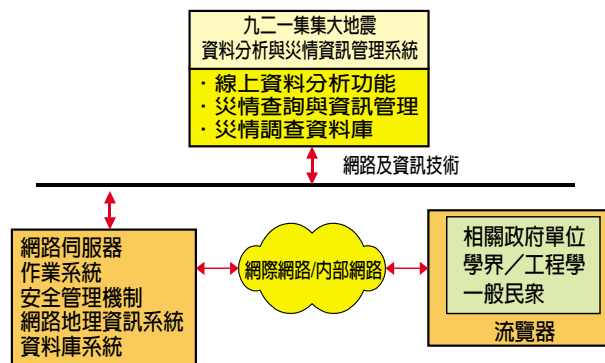 九二一集集大地震
資料分析與災情資訊管理系統
．線上資料分析功能
．災情查詢與資訊管理
．災情調查資料庫
網路及資訊技術
網路伺服器
作業系統
安全管理機制
網路地理資訊系統
資料庫系統
網際網路/內部網路
相關政府單位
學界／工程學
一般民眾
流覽器